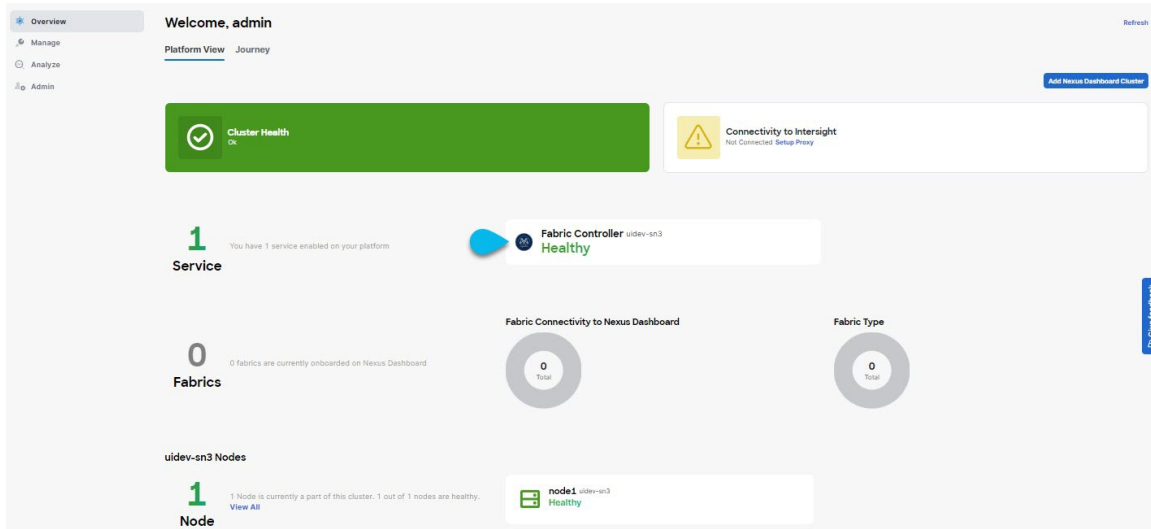 Overview
Manage
Analyze
Admin
Welcome, admin
Refresh
Platform View Journey
Add Nexus Dashboard Cluster
Cluster Health
Ok
Connectivity to Intersight
Not Connected Setup Proxy
1
Service
You have 1 service enabled on your platform
Fabric Controller uidev-sn3
Healthy
0
Fabrics
0 fabrics are currently onboarded on Nexus Dashboard
Fabric Connectivity to Nexus Dashboard
0
Total
Fabric Type
0
Total
uidev-sn3 Nodes
1
Node
1 Node is currently a part of this cluster. 1 out of 1 nodes are healthy.
View All
node1 uidev-sn3
Healthy